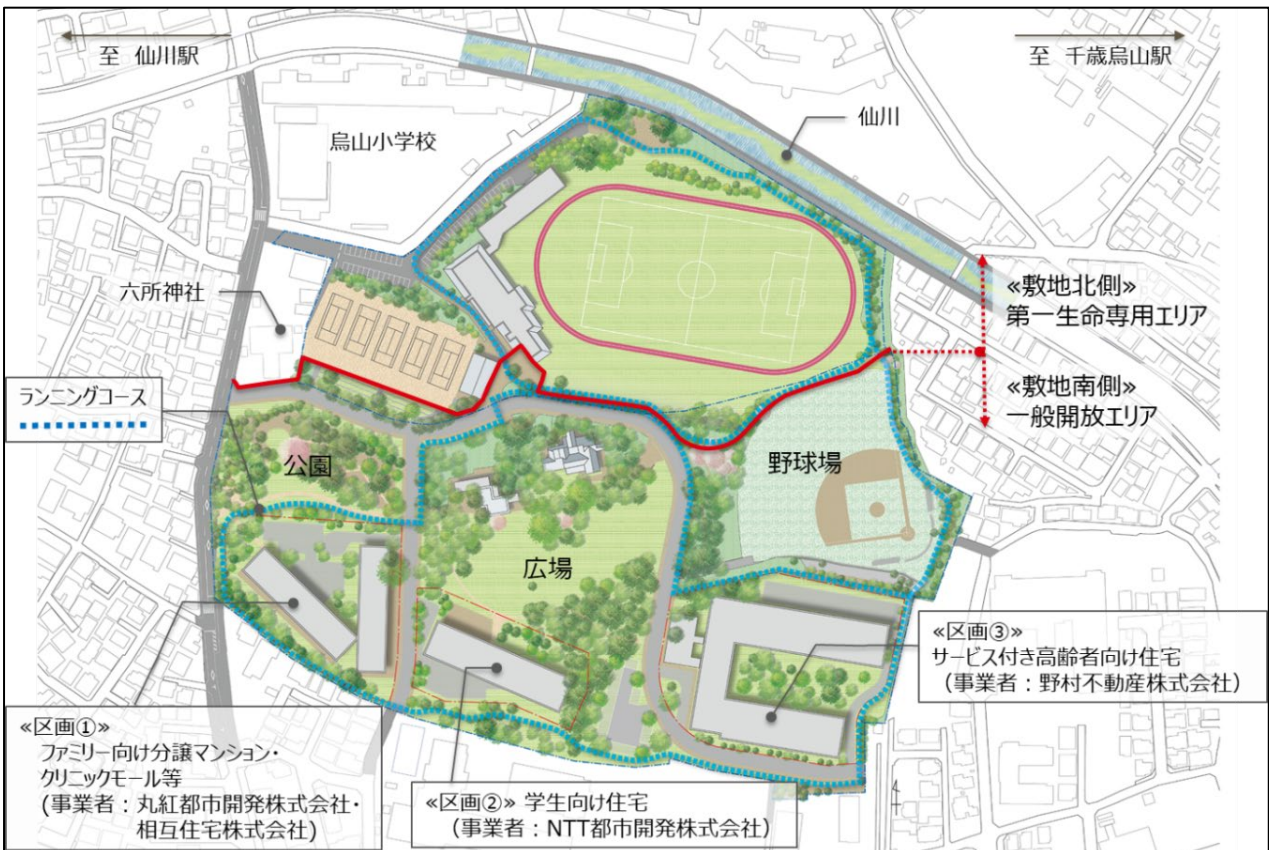 至 仙川駅
至 千歳烏山駅
仙川
烏山小学校
六所神社
«敷地北側»
第一生命専用エリア
«敷地南側»
一般開放エリア
ランニングコース
公園
野球場
広場
«区画③»
サービス付き高齢者向け住宅
(事業者：野村不動産株式会社)
«区画①»
ファミリー向け分譲マンション・
クリニックモール等
(事業者：丸紅都市開発株式会社・
相互住宅株式会社)
«区画②» 学生向け住宅
(事業者：NTT都市開発株式会社)